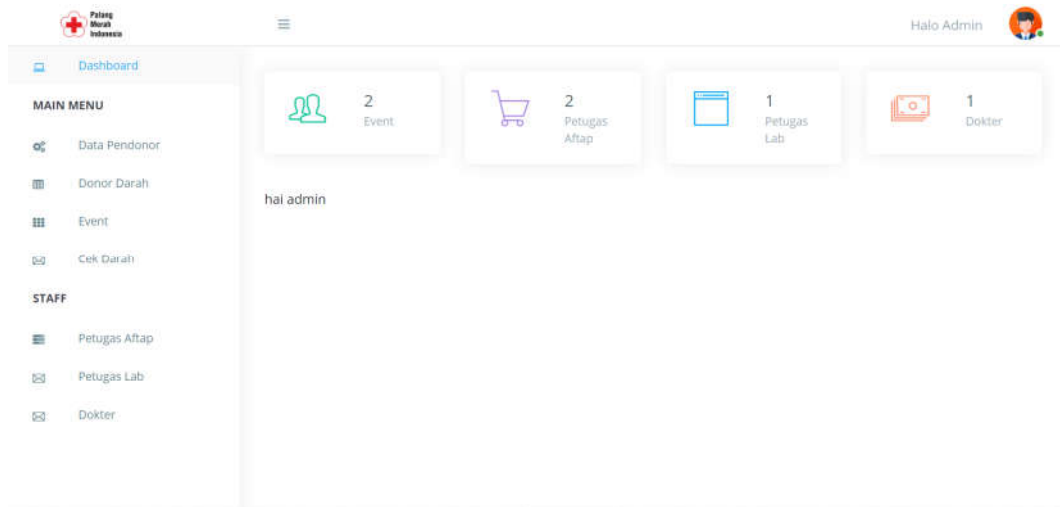 Palang
Merah
Indonesia
Halo Admin
Dashboard
MAIN MENU
Data Pendonor
Donor Darah
Event
Cek Darah
STAFF
Petugas Aftap
Petugas Lab
Dokter
2
Event
2
Petugas
Aftap
1
Petugas
Lab
1
Dokter
hai admin